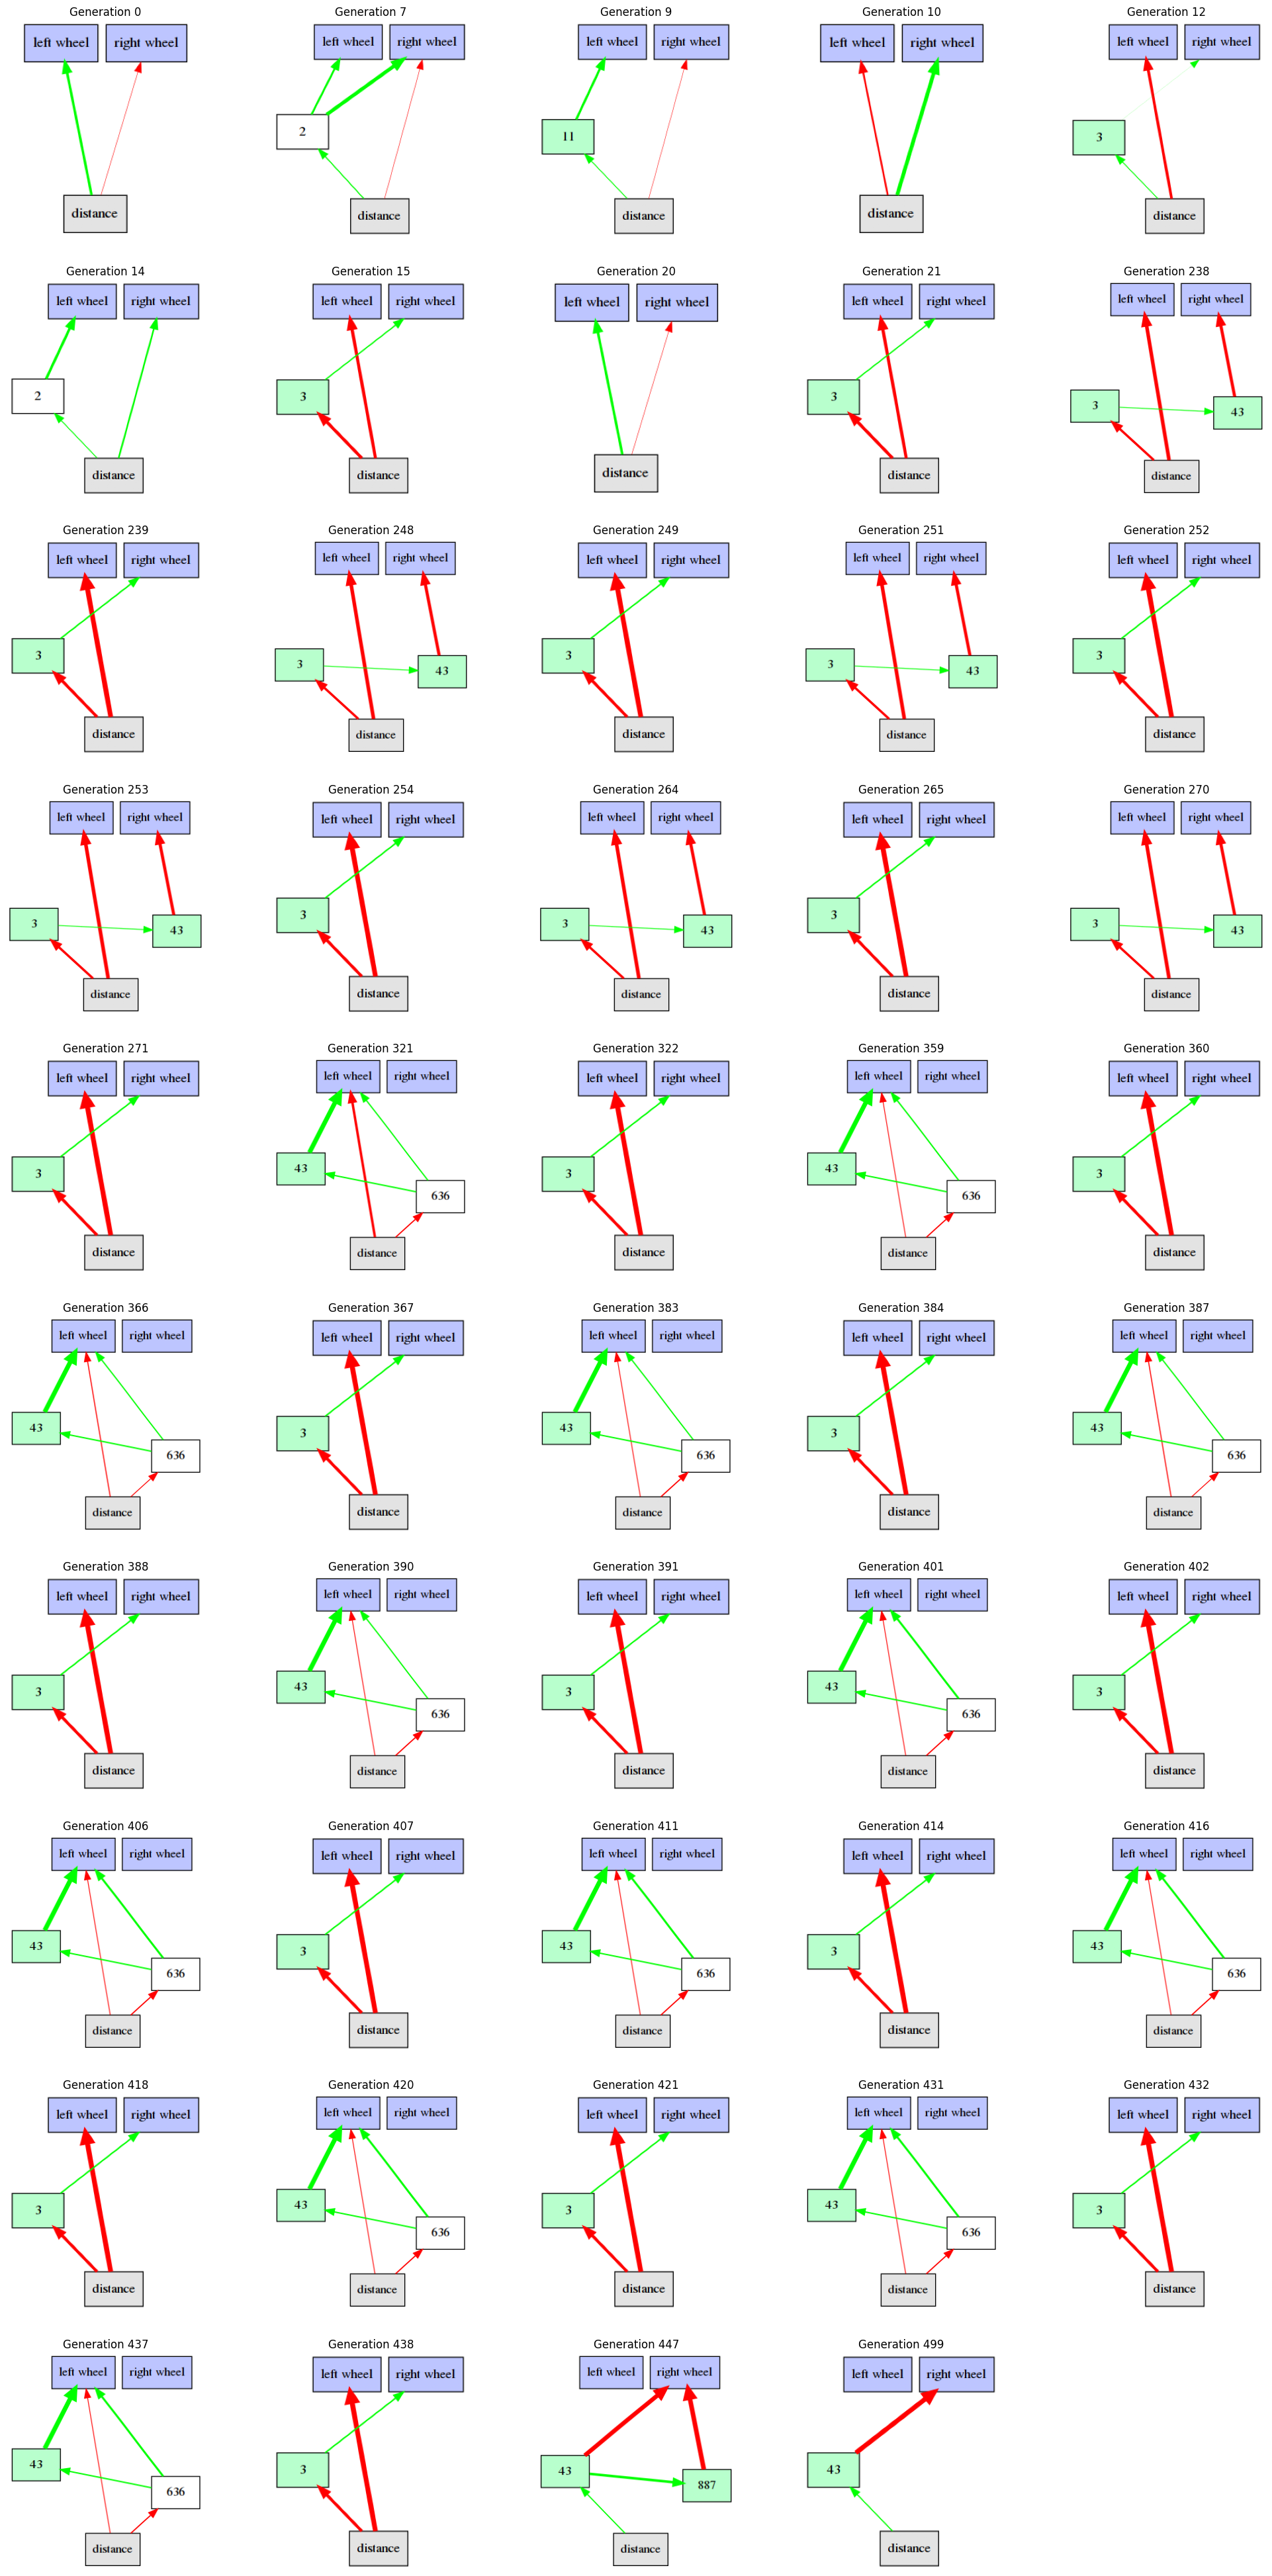 Generation 0
left wheel right wheel
distance
Generation 7
left wheel right wheel
2
distance
Generation 9
left wheel right wheel
11
distance
Generation 10
left wheel right wheel
distance
Generation 12
left wheel right wheel
3
distance
Generation 14
left wheel right wheel
2
distance
Generation 15
left wheel right wheel
3
distance
Generation 20
left wheel right wheel
distance
Generation 21
left wheel right wheel
3
distance
Generation 238
left wheel right wheel
3 43
distance
Generation 239
left wheel right wheel
3
distance
Generation 248
left wheel right wheel
3 43
distance
Generation 249
left wheel right wheel
3
distance
Generation 251
left wheel right wheel
3 43
distance
Generation 252
left wheel right wheel
3
distance
Generation 253
left wheel right wheel
3 43
distance
Generation 254
left wheel right wheel
3
distance
Generation 264
left wheel right wheel
3 43
distance
Generation 265
left wheel right wheel
3
distance
Generation 270
left wheel right wheel
3 43
distance
Generation 271
left wheel right wheel
3
distance
Generation 321
left wheel right wheel
43
636
distance
Generation 322
left wheel right wheel
3
distance
Generation 359
left wheel right wheel
43
636
distance
Generation 360
left wheel right wheel
3
distance
Generation 366
left wheel right wheel
43
636
distance
Generation 367
left wheel right wheel
3
distance
Generation 383
left wheel right wheel
43
636
distance
Generation 384
left wheel right wheel
3
distance
Generation 387
left wheel right wheel
43
636
distance
Generation 388
left wheel right wheel
3
distance
Generation 390
left wheel right wheel
43
636
distance
Generation 391
left wheel right wheel
3
distance
Generation 401
left wheel right wheel
43
636
distance
Generation 402
left wheel right wheel
3
distance
Generation 406
left wheel right wheel
43
636
distance
Generation 407
left wheel right wheel
3
distance
Generation 411
left wheel right wheel
43
636
distance
Generation 414
left wheel right wheel
3
distance
Generation 416
left wheel right wheel
43
636
distance
Generation 418
left wheel right wheel
3
distance
Generation 420
left wheel right wheel
43
636
distance
Generation 421
left wheel right wheel
3
distance
Generation 431
left wheel right wheel
43
636
distance
Generation 432
left wheel right wheel
3
distance
Generation 437
left wheel right wheel
43
636
distance
Generation 438
left wheel right wheel
3
distance
Generation 447
left wheel right wheel
43
887
distance
Generation 499
left wheel right wheel
43
distance